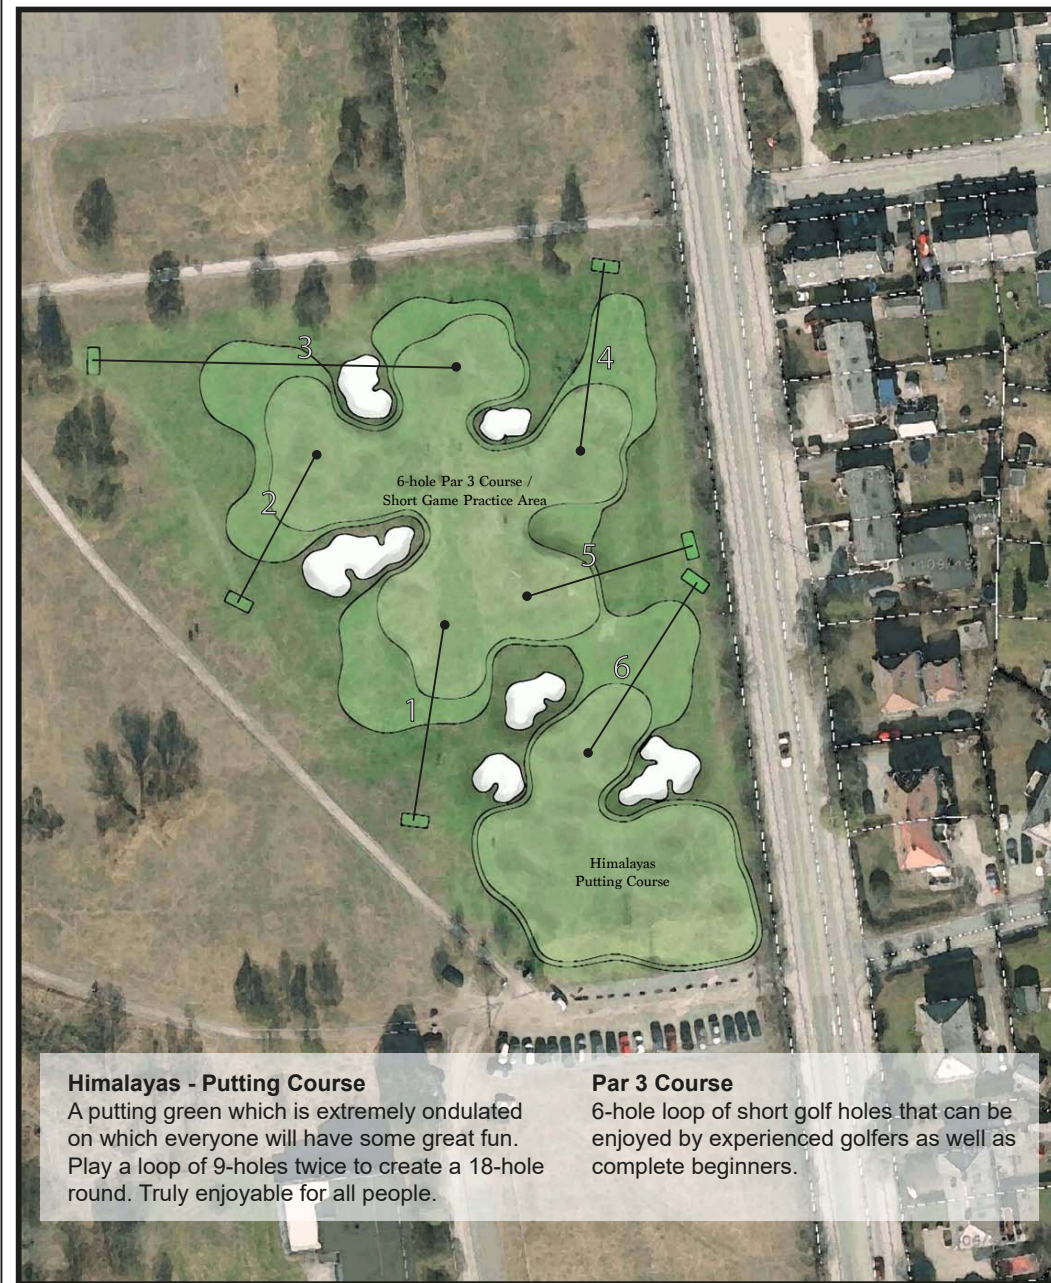 3
4
6-hole Par 3 Course /
Short Game Practice Area
2
5
6
1
Himalayas
Putting Course
Himalayas - Putting Course
A putting green which is extremely ondulated
on which everyone will have some great fun.
Play a loop of 9-holes twice to create a 18-hole
round. Truly enjoyable for all people.
Par 3 Course
6-hole loop of short golf holes that can be
enjoyed by experienced golfers as well as
complete beginners.